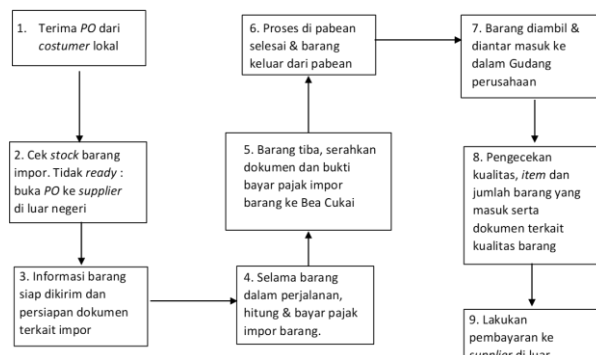 1. Terima PO dari
costumer lokal
2. Cek stock barang
impor. Tidak ready :
buka PO ke supplier
di luar negeri
3. Informasi barang
siap dikirim dan
persiapan dokumen
terkait impor
4. Selama barang
dalam perjalanan,
hitung & bayar pajak
impor barang.
5. Barang tiba, serahkan
dokumen dan bukti
bayar pajak impor
barang ke Bea Cukai
6. Proses di pabean
selesai & barang
keluar dari pabean
7. Barang diambil &
diantar masuk ke
dalam Gudang
perusahaan
8. Pengecekan
kualitas, item dan
jumlah barang yang
masuk serta
dokumen terkait
kualitas barang
9. Lakukan
pembayaran ke
supplier di luar